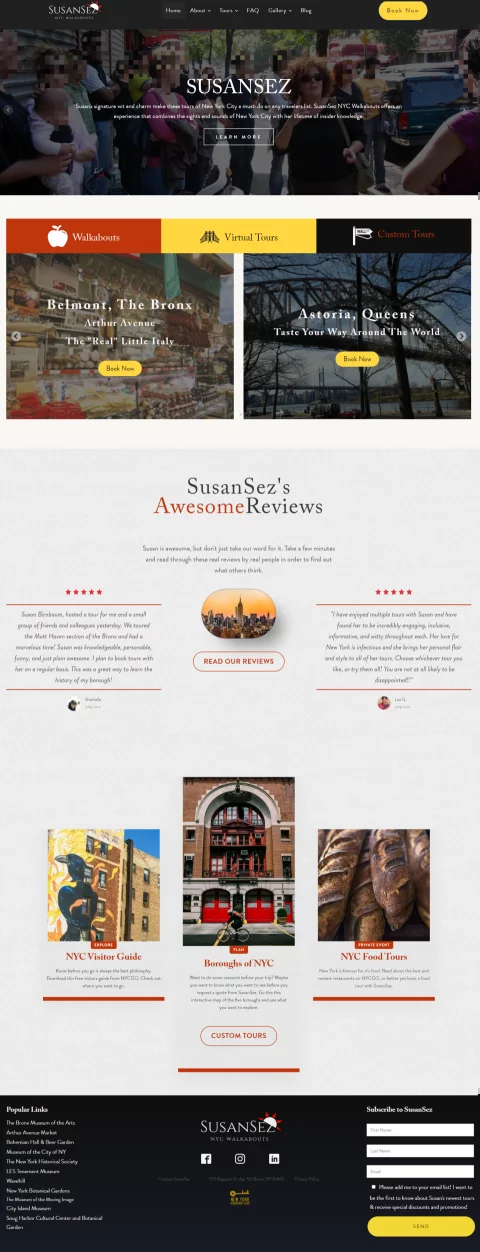 SUSANSEZ
NYC WALKABOUTS
Home About Tours FAQ Gallery Blog
Book Now
SUSANSEZ
Susans signature wit and charm make these tours of New York City a must-do on any travelers list. SusanSez NYC Walkabouts offers an
experience that combines the sights and sounds of New York City with her lifetime of insider knowledge.
LEARN MORE
Walkabouts
Virtual Tours
Custom Tours
Belmont, The Bronx
Arthur Avenue
The "Real" Little Italy
Book Now
Astoria, Queens
Taste Your Way Around The World
Book Now
SusanSez's
AwesomeReviews
Susan is awesome, but don't just take our word for it. Take a few minutes
and read through these real reviews by real people in order to find out
what others think.
Susan Birnbaum, hosted a tour for me and a small
group of friends and colleagues yesterday. We toured
the Mott Haven section of the Bronx and had a
marvelous time! Susan was knowledgeable, personable,
funny, and just plain awesome. I plan to book tours with
her on a regular basis. This was a great way to learn the
history of my borough!
READ OUR REVIEWS
"I have enjoyed multiple tours with Susan and have
found her to be incredibly engaging, inclusive,
informative, and witty throughout each. Her love for
New York is infectious and she brings her personal flair
and style to all of her tours. Choose whichever tour you
like, or try them all! You are not at all likely to be
disappointed!!"
Lisa G.
EXPLORE
NYC Visitor Guide
Know before you go is always the best philosophy.
Download this free visitors guide from NYCGO. Check out
where you want to go.
PLAN
Boroughs of NYC
Want to do some research before your trip? Maybe
you want to know what you want to see before you
request a quote from SusanSez. Go this this
interactive map of the five boroughs and see what
you want to explore.
CUSTOM TOURS
PRIVATE EVENT
NYC Food Tours
New York is famous for it's food. Read about the best and
newest restaurants on NYCGO, or better yet book a food
tour with SusanSez.
Popular Links
The Bronx Museum of the Arts
Arthur Avenue Market
Bohemian Hall & Beer Garden
Museum of the City of NY
The New York Historical Society
LES Tenement Museum
Wavehill
New York Botanical Gardens
The Museum of the Moving Image
City Island Museum
Snug Harbor Cultural Center and Botanical
Garden
SUSANSEZ
NYC WALKABOUTS
Privacy Policy
Subscribe to SusanSez
First Name
Last Name
Email
Please add me to your email list! I want to
be the first to know about Susan's newest tours
& receive special discounts and promotions!
SEND